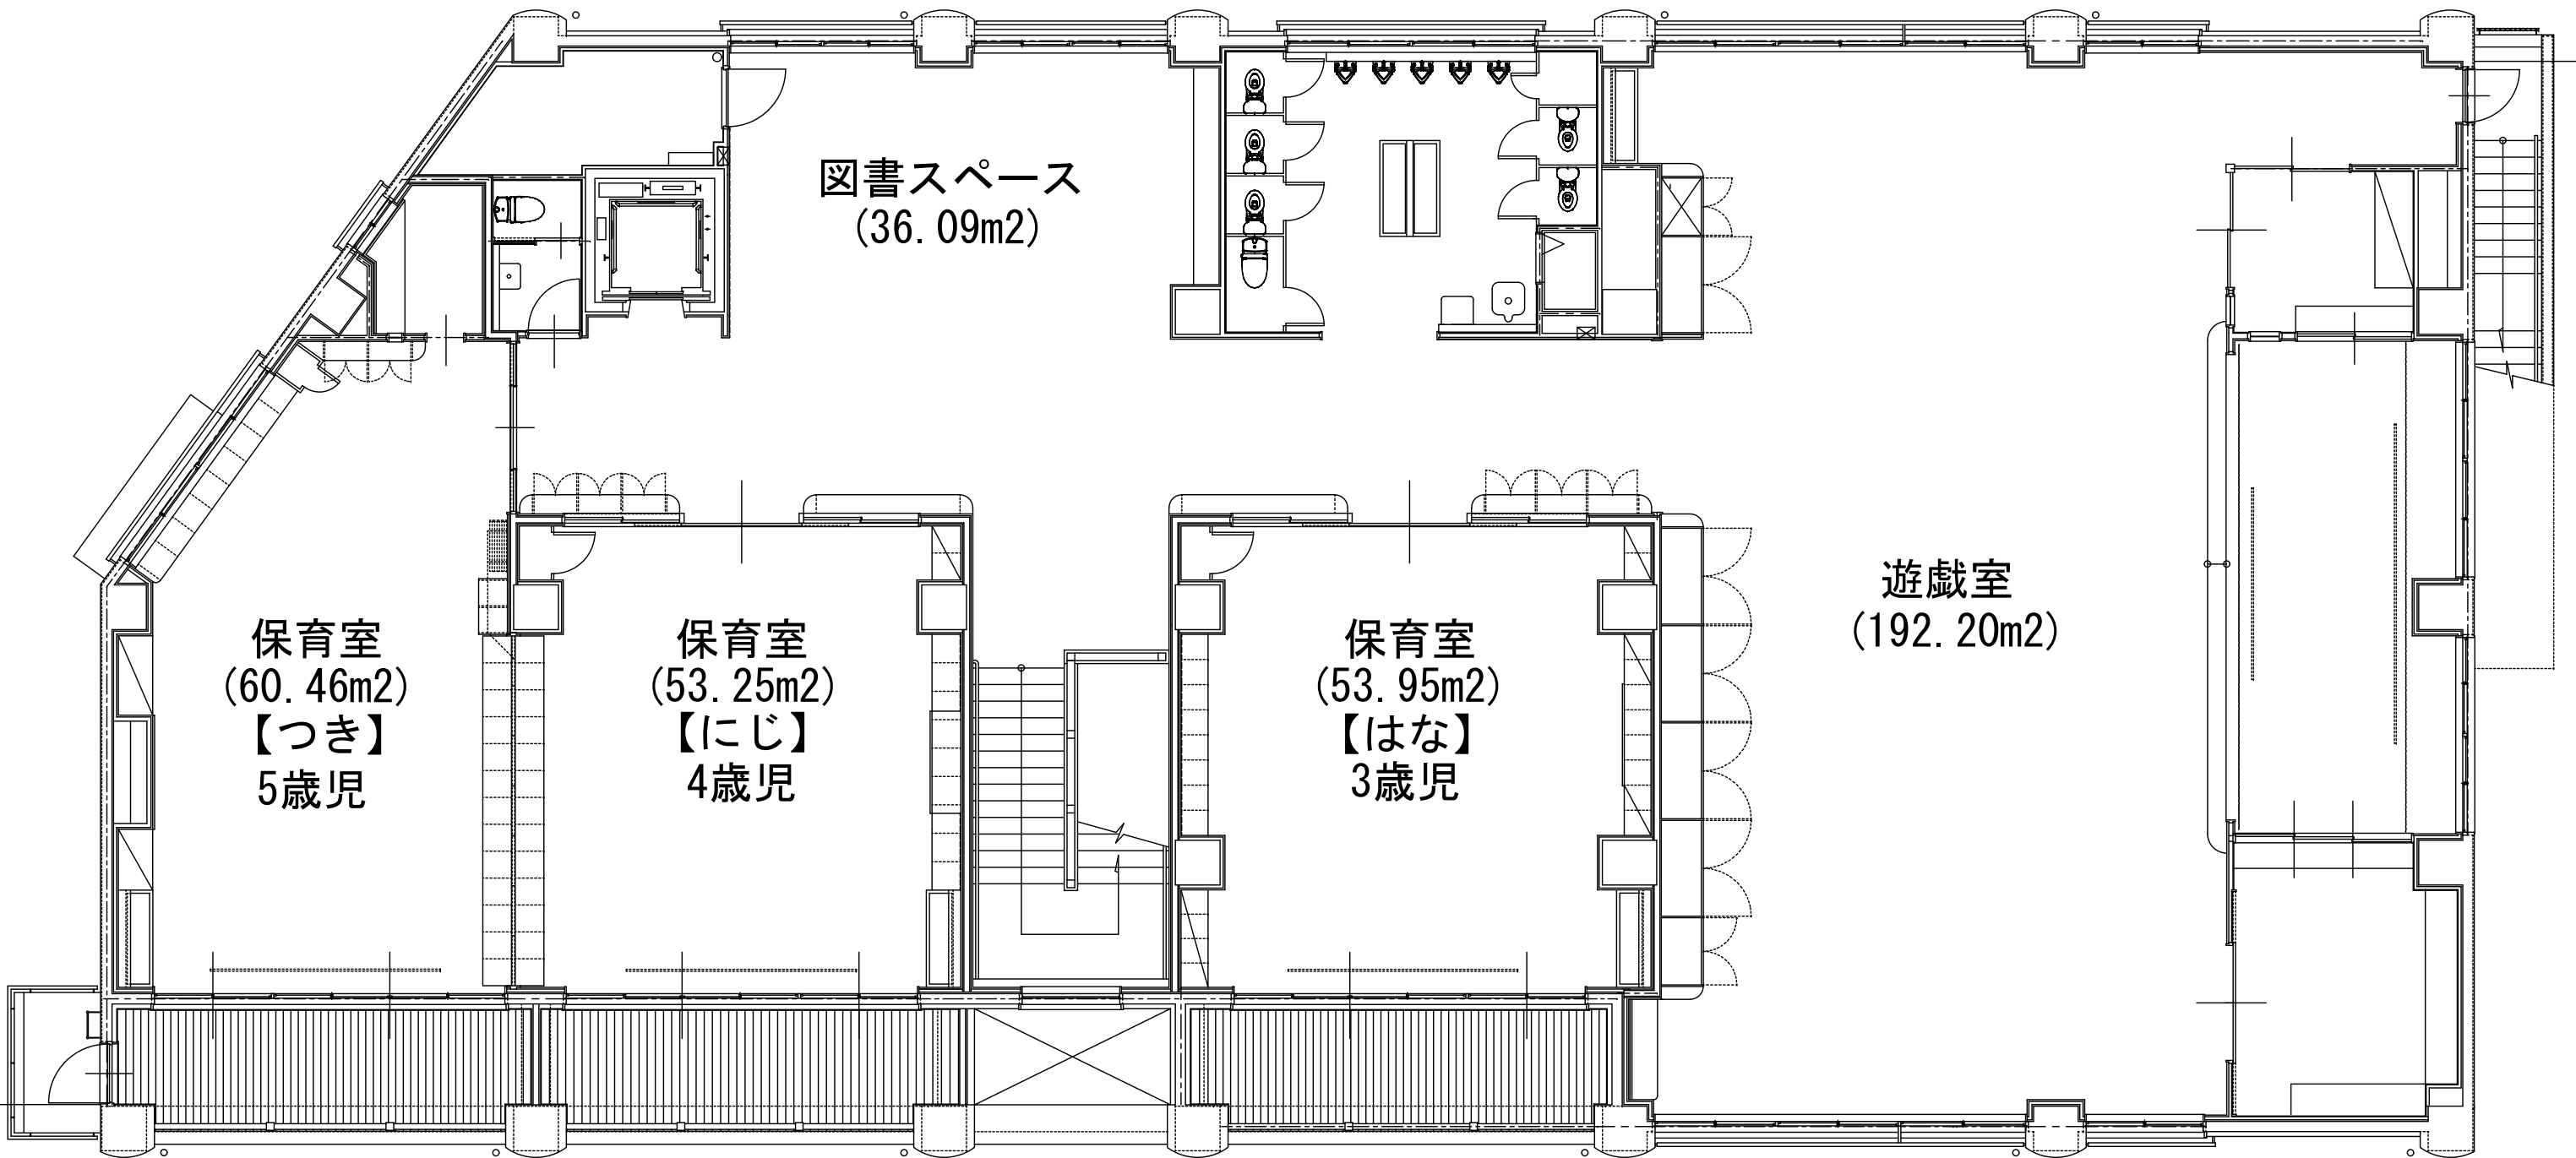 図書スペース
(36.09m2)
遊戯室
(192.20m2)
保育室
(60.46m2)
【つき】
5歳児
保育室
(53.25m2)
【にじ】
4歳児
保育室
(53.95m2)
【はな】
3歳児